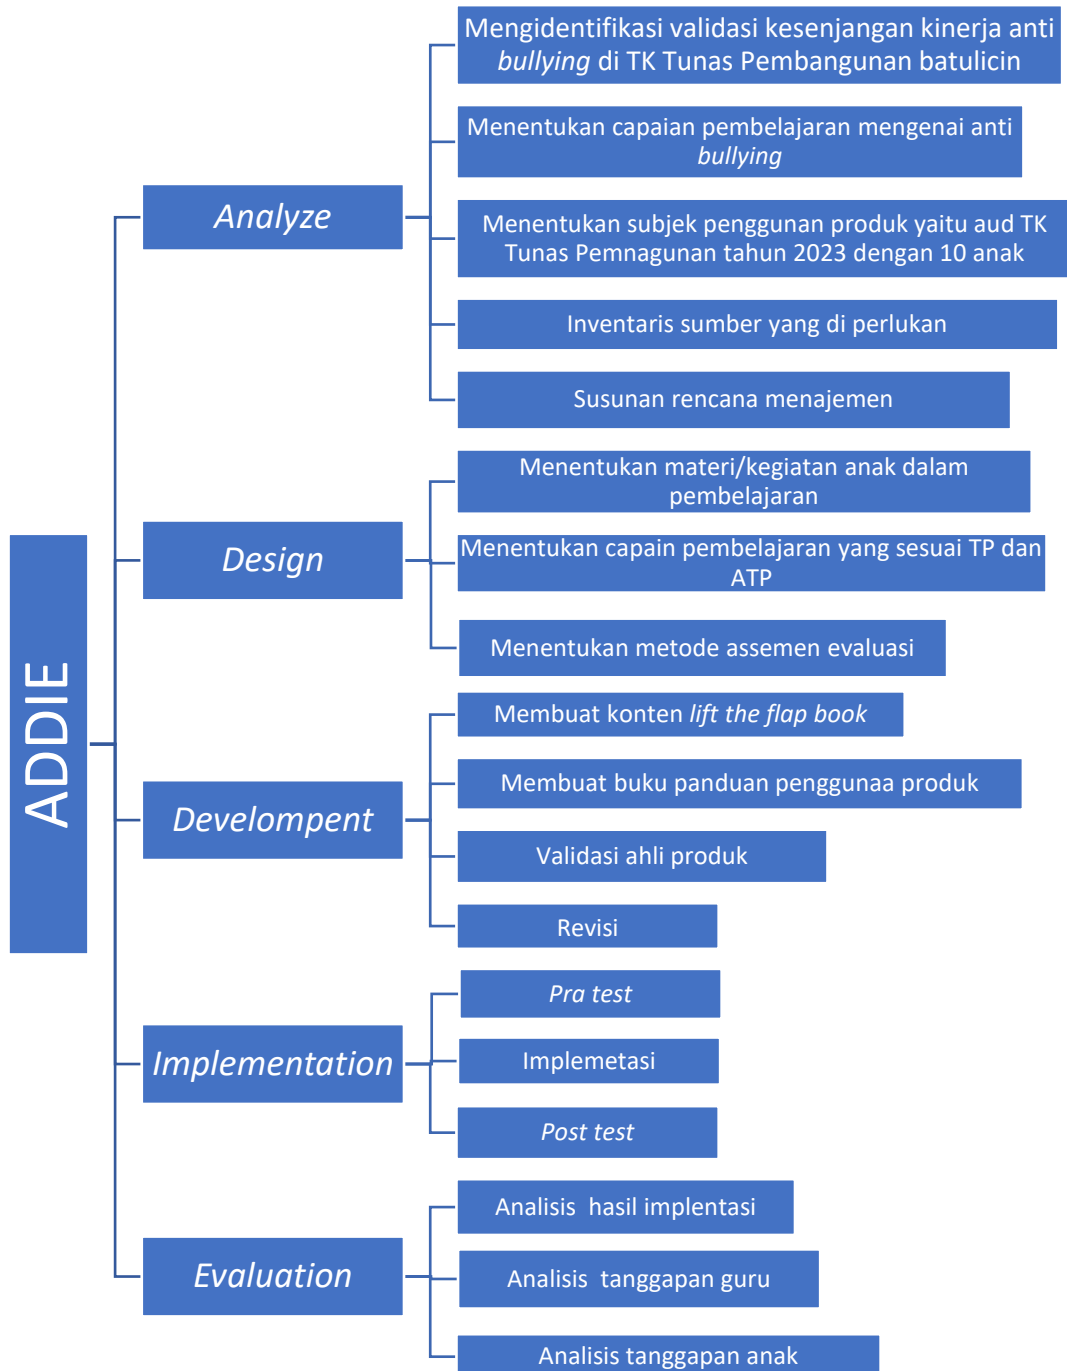 ADDIE
Analyze
Mengidentifikasi validasi kesenjangan kinerja anti
bullying di TK Tunas Pembangunan batulicin
Menentukan capaian pembelajaran mengenai anti
bullying
Menentukan subjek penggunan produk yaitu aud TK
Tunas Pemnagunan tahun 2023 dengan 10 anak
Inventaris sumber yang di perlukan
Susunan rencana menajemen
Design
Menentukan materi/kegiatan anak dalam
pembelajaran
Menentukan capain pembelajaran yang sesuai TP dan
ATP
Menentukan metode assemen evaluasi
Develompent
Membuat konten lift the flap book
Membuat buku panduan penggunaa produk
Validasi ahli produk
Revisi
Implementation
Pra test
Implemetasi
Post test
Evaluation
Analisis hasil implentasi
Analisis tanggapan guru
Analisis tanggapan anak